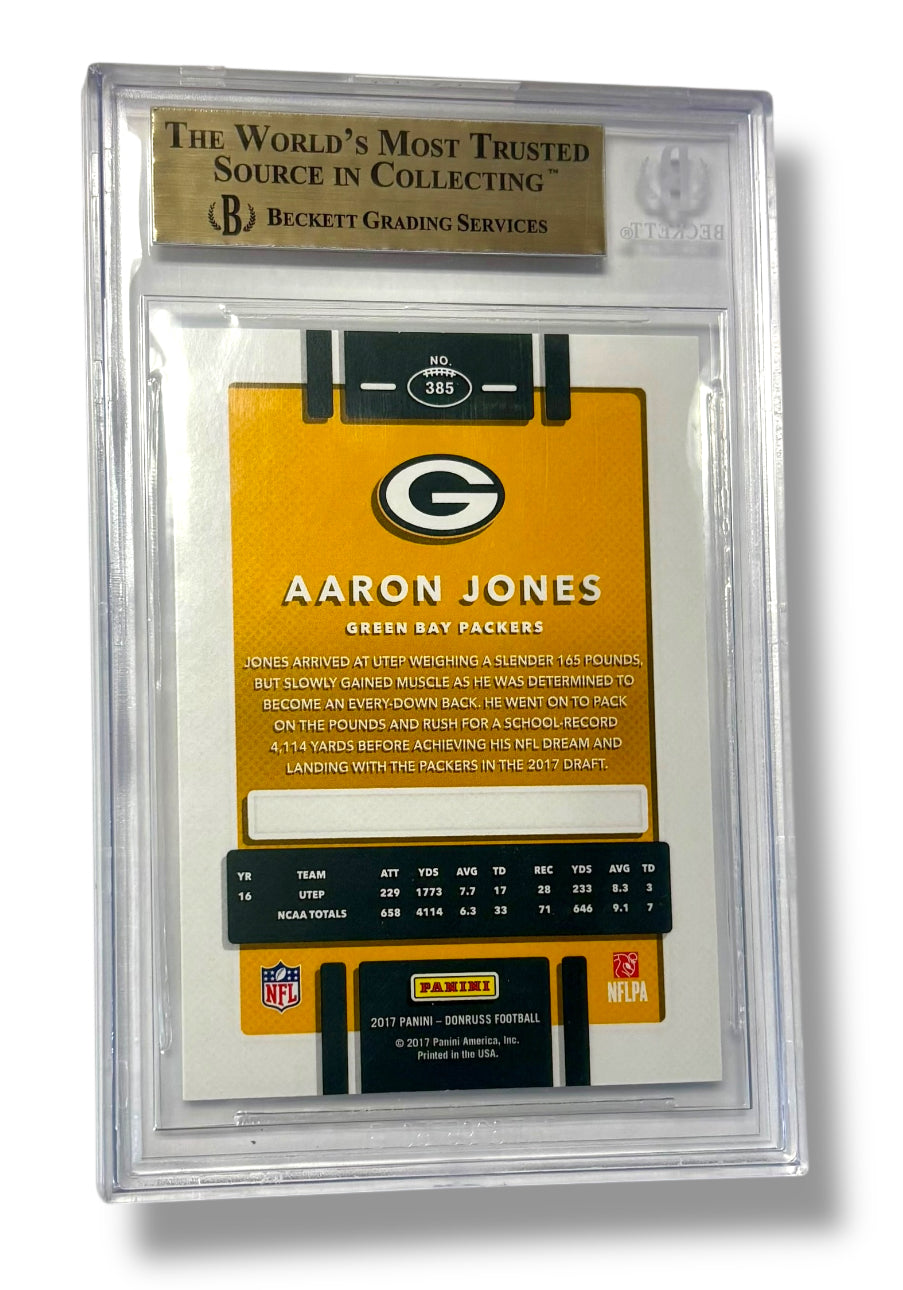 THE WORLD'S MOST TRUSTED
SOURCE IN COLLECTING™
B BECKETT GRADING SERVICES
BECKETT®
NO.
385
G
AARON JONES
GREEN BAY PACKERS
JONES ARRIVED AT UTEP WEIGHING A SLENDER 165 POUNDS,
BUT SLOWLY GAINED MUSCLE AS HE WAS DETERMINED TO
BECOME AN EVERY-DOWN BACK. HE WENT ON TO PACK
ON THE POUNDS AND RUSH FOR A SCHOOL-RECORD
4,114 YARDS BEFORE ACHIEVING HIS NFL DREAM AND
LANDING WITH THE PACKERS IN THE 2017 DRAFT.
YR TEAM ATT YDS AVG TD REC YDS AVG TD
16 UTEP 229 1773 7.7 17 28 233 8.3 3
NCAA TOTALS 658 4114 6.3 33 71 646 9.1 7
NFL
PANINI
NFLPA
2017 PANINI – DONRUSS FOOTBALL
© 2017 Panini America, Inc.
Printed in the USA.